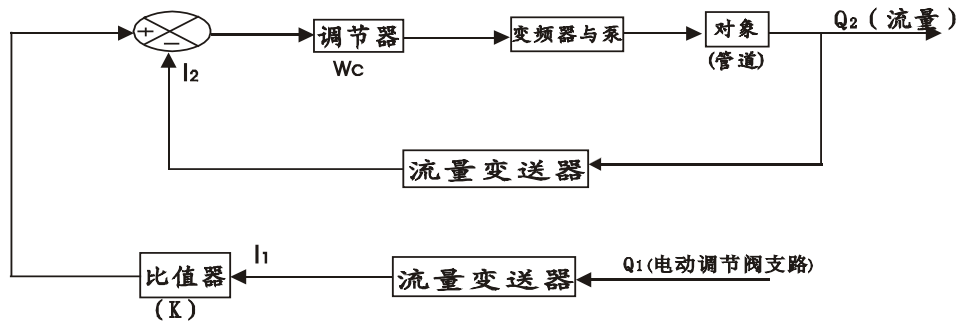 +
−
调节器
Wc
变频器与泵
对象
(管道)
Q2(流量)
I2
流量变送器
I1
比值器
(K)
流量变送器
Q1(电动调节阀支路)